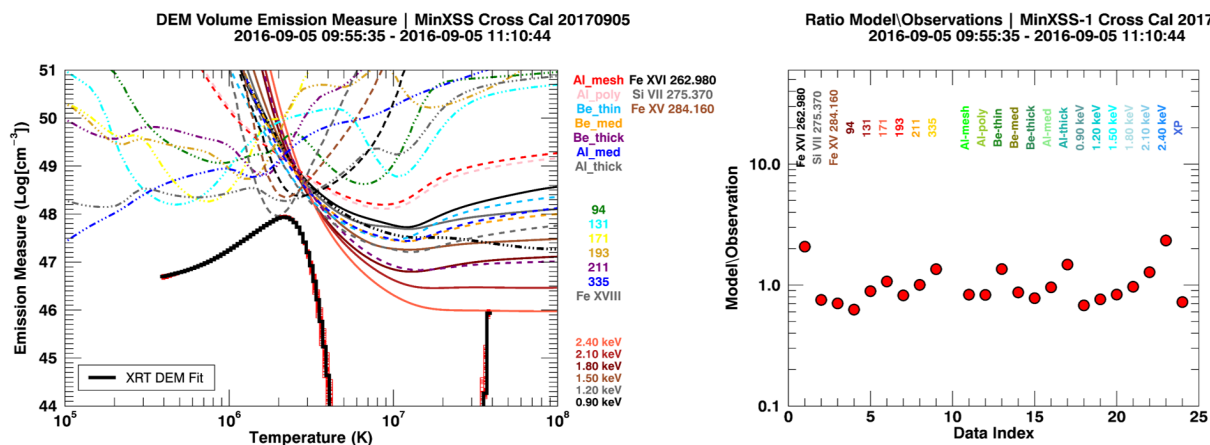 DEM Volume Emission Measure | MinXSS Cross Cal 20170905
2016-09-05 09:55:35 - 2016-09-05 11:10:44
Emission Measure (Log[cm⁻³])
51
50
49
48
47
46
45
44
XRT DEM Fit
10⁵
10⁶
10⁷
10⁸
Temperature (K)
Al_mesh Fe XVI 262.980
Al_poly Si VII 275.370
Be_thin Fe XV 284.160
Be_med
Be_thick
Al_med
Al_thick
94
131
171
193
211
335
Fe XVIII
2.40 keV
2.10 keV
1.80 keV
1.50 keV
1.20 keV
0.90 keV
Ratio Model\Observations | MinXSS-1 Cross Cal 2017
2016-09-05 09:55:35 - 2016-09-05 11:10:44
Model\Observation
10.0
1.0
0.1
Fe XVI 262.980
Si VII 275.370
Fe XV 284.160
94
131
171
193
211
335
Al-mesh
Al-poly
Be-thin
Be-med
Be-thick
Al-med
Al-thick
0.90 keV
1.20 keV
1.50 keV
1.80 keV
2.10 keV
2.40 keV
XP
0
5
10
15
20
25
Data Index